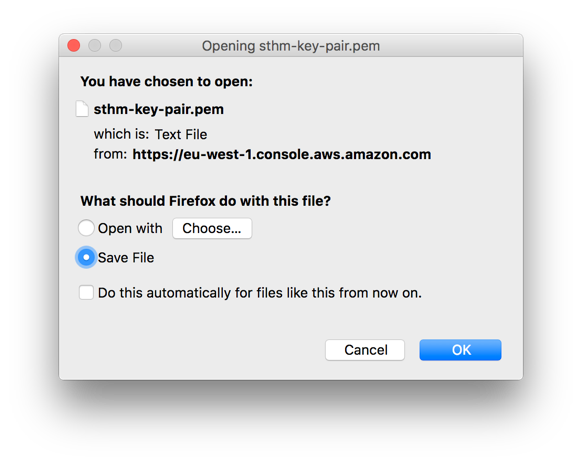 Opening sthm-key-pair.pem
You have chosen to open:
sthm-key-pair.pem
which is: Text File
from: https://eu-west-1.console.aws.amazon.com
What should Firefox do with this file?
Open with Choose...
Save File
Do this automatically for files like this from now on.
Cancel OK